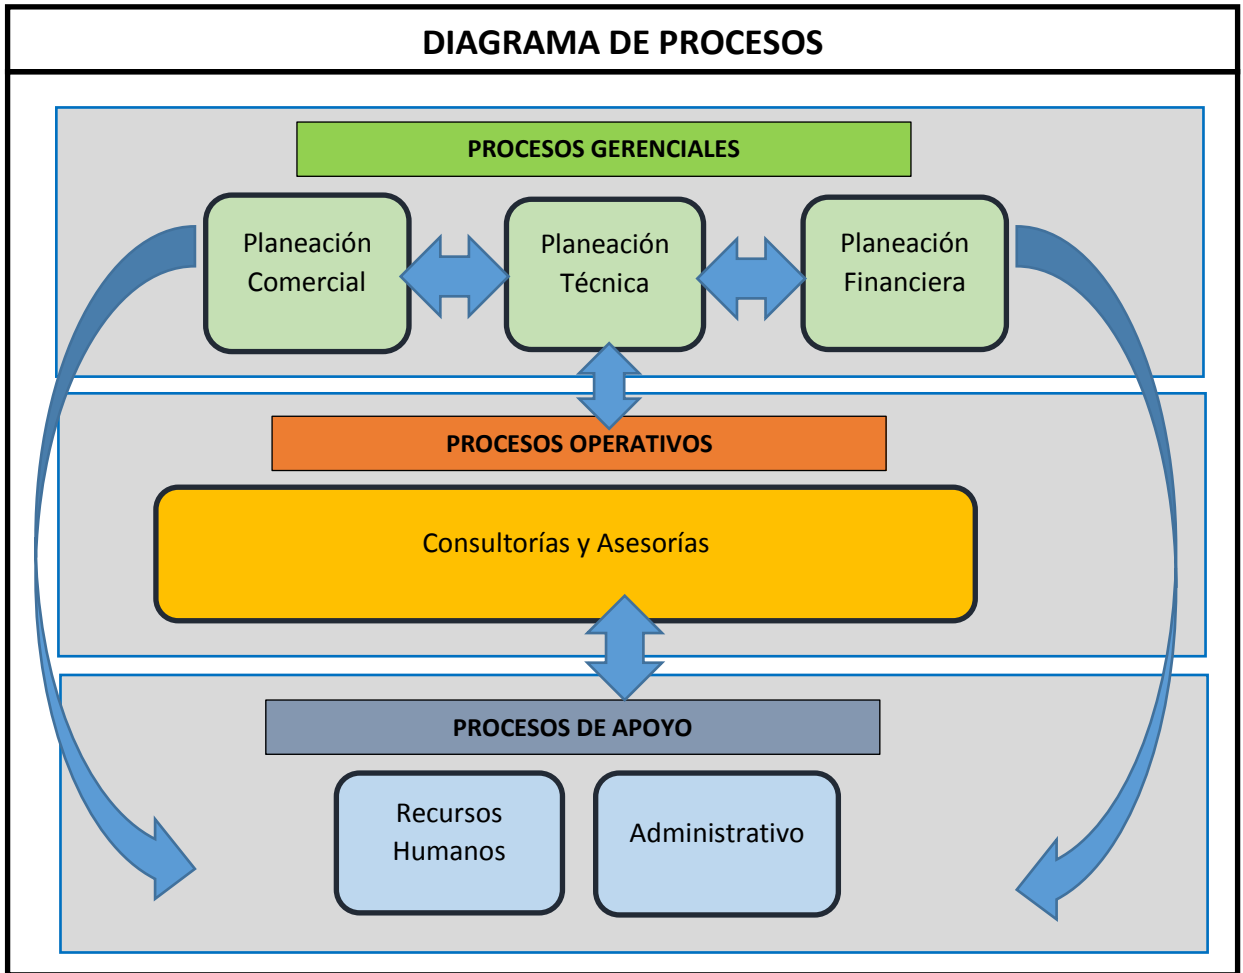 DIAGRAMA DE PROCESOS
PROCESOS GERENCIALES
Planeación
Comercial
Planeación
Técnica
Planeación
Financiera
PROCESOS OPERATIVOS
Consultorías y Asesorías
PROCESOS DE APOYO
Recursos
Humanos
Administrativo